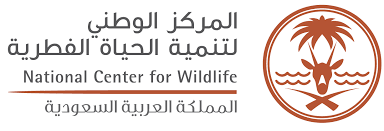 المركز الوطني
لتنمية الحياة الفطرية
National Center for Wildlife
المملكة العربية السعودية